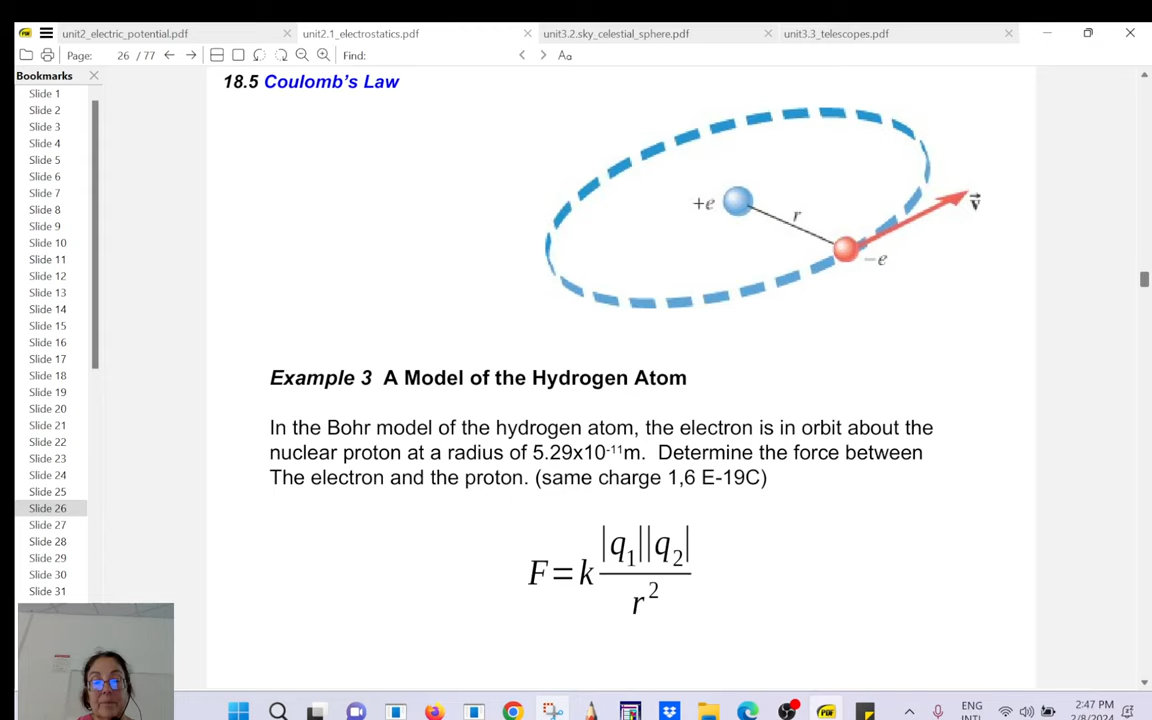 unit2_electric_potential.pdf
unit2.1_electrostatics.pdf
unit3.2.sky_celestial_sphere.pdf
unit3.3_telescopes.pdf
Page: 26 / 77 Find: Aa
Bookmarks
Slide 1
Slide 2
Slide 3
Slide 4
Slide 5
Slide 6
Slide 7
Slide 8
Slide 9
Slide 10
Slide 11
Slide 12
Slide 13
Slide 14
Slide 15
Slide 16
Slide 17
Slide 18
Slide 19
Slide 20
Slide 21
Slide 22
Slide 23
Slide 24
Slide 25
Slide 26
Slide 27
Slide 28
Slide 29
Slide 30
Slide 31
18.5 Coulomb's Law
+e
r
v⃗
−e
Example 3 A Model of the Hydrogen Atom
In the Bohr model of the hydrogen atom, the electron is in orbit about the
nuclear proton at a radius of 5.29x10⁻¹¹m. Determine the force between
The electron and the proton. (same charge 1,6 E-19C)
F=k |q₁||q₂|
r²
ENG
INTL
2:47 PM